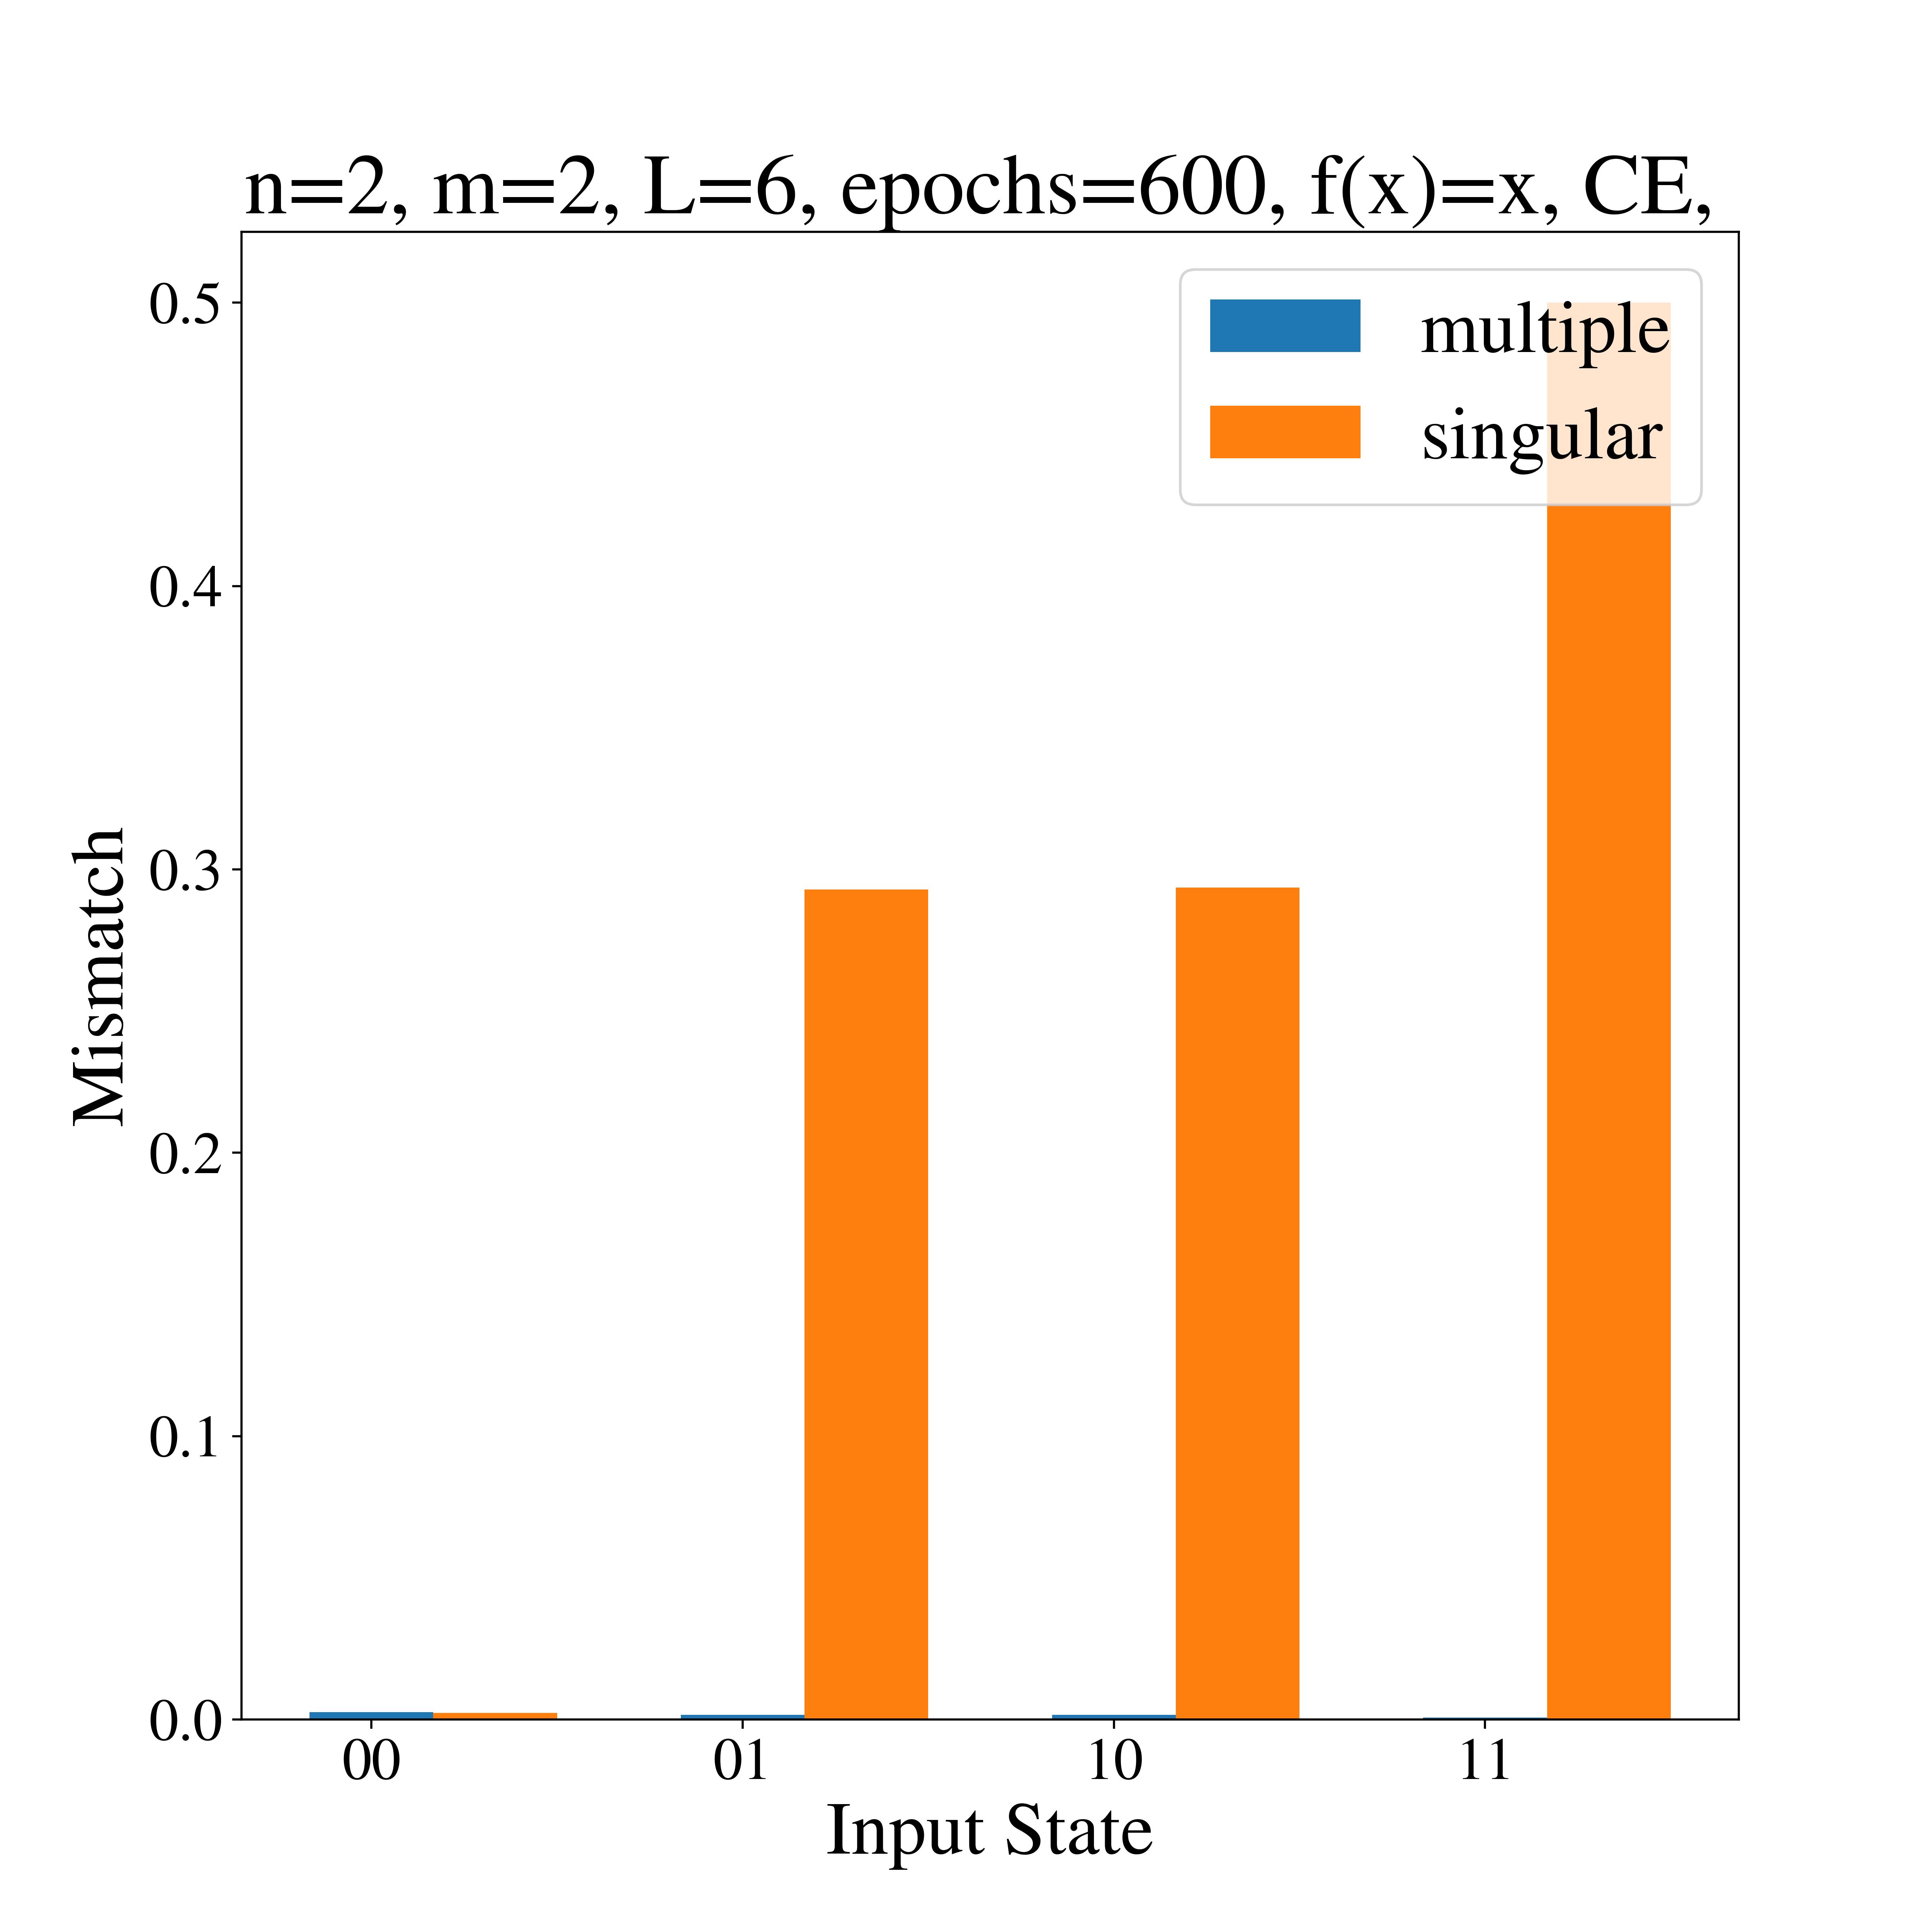 n=2, m=2, L=6, epochs=600, f(x)=x, CE,
multiple
singular
0.5
0.4
0.3
0.2
0.1
0.0
Mismatch
00 01 10 11
Input State